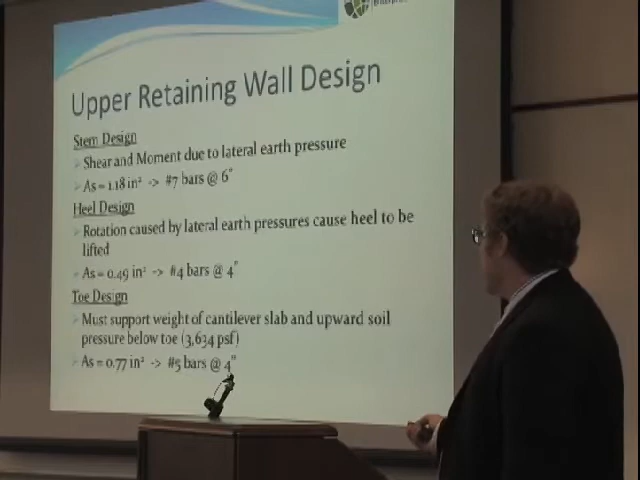 Upper Retaining Wall Design
Stem Design
Shear and Moment due to lateral earth pressure
As = 1.18 in² -> #7 bars @ 6"
Heel Design
Rotation caused by lateral earth pressures cause heel to be
lifted
As = 0.49 in² -> #4 bars @ 4"
Toe Design
Must support weight of cantilever slab and upward soil
pressure below toe (3,634 psf)
As = 0.77 in² -> #5 bars @ 4"